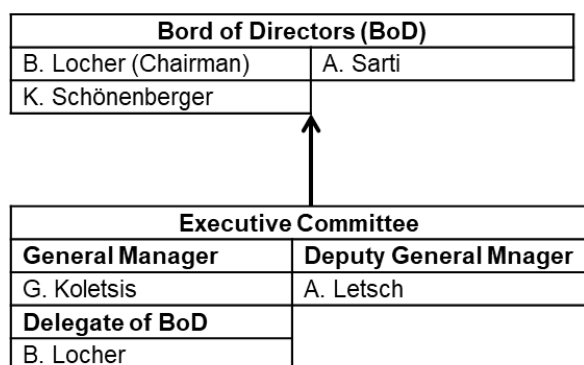 Bord of Directors (BoD)
B. Locher (Chairman) A. Sarti
K. Schönenberger
Executive Committee
General Manager Deputy General Mnager
G. Koletsis A. Letsch
Delegate of BoD
B. Locher